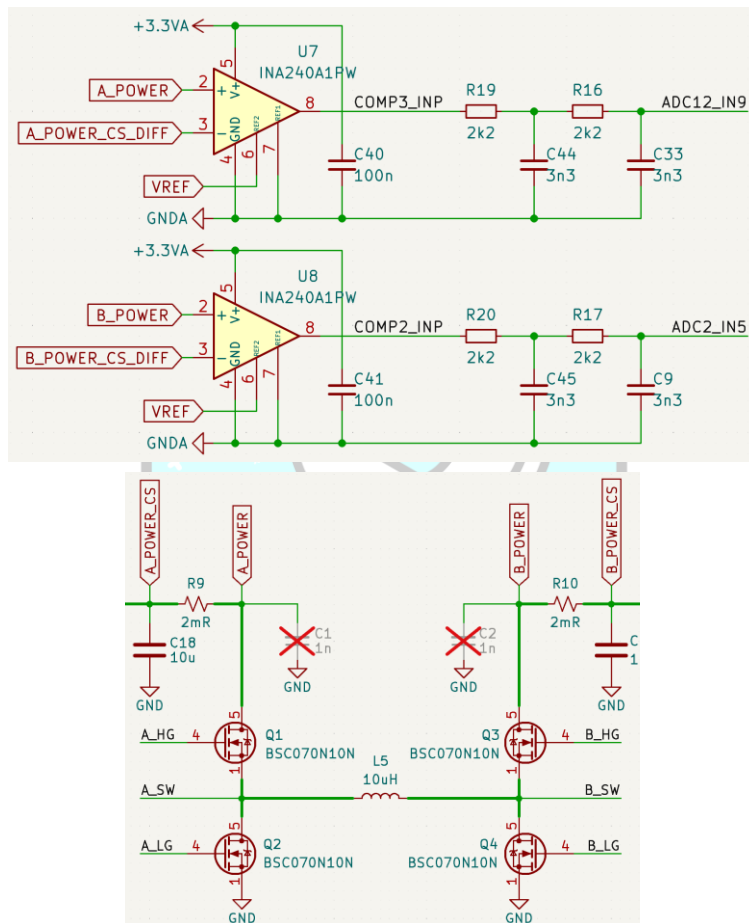 +3.3VA
U7
INA240A1PW
A_POWER
2
+
5
V+
8
COMP3_INP
R19
2k2
R16
2k2
ADC12_IN9
A_POWER_CS_DIFF
3
GND
REF2
REF1
4
6
7
C40
100n
C44
3n3
C33
3n3
VREF
GNDA
+3.3VA
U8
INA240A1PW
B_POWER
2
+
5
V+
8
COMP2_INP
R20
2k2
R17
2k2
ADC2_IN5
B_POWER_CS_DIFF
3
GND
REF2
REF1
4
6
7
C41
100n
C45
3n3
C9
3n3
VREF
GNDA
A_POWER_CS
A_POWER
B_POWER
B_POWER_CS
R9
2mR
R10
2mR
C18
10u
C1
1n
C2
1n
C
1
GND
GND
GND
GND
A_HG
4
5
1
Q1
BSC070N10N
Q3
BSC070N10N
5
1
4
B_HG
L5
10uH
A_SW
B_SW
A_LG
4
5
1
Q2
BSC070N10N
Q4
BSC070N10N
5
1
4
B_LG
GND
GND